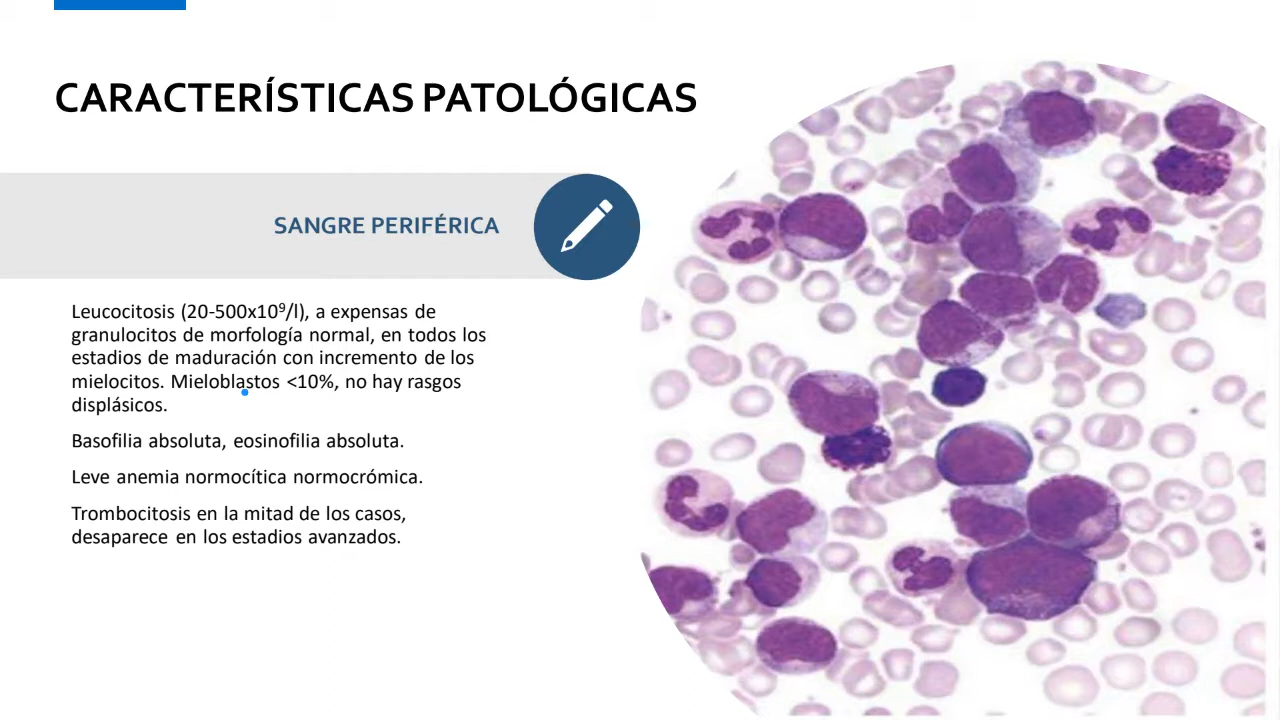 CARACTERÍSTICAS PATOLÓGICAS
SANGRE PERIFÉRICA
Leucocitosis (20-500x10⁹/l), a expensas de
granulocitos de morfología normal, en todos los
estadios de maduración con incremento de los
mielocitos. Mieloblastos <10%, no hay rasgos
displásicos.
Basofilia absoluta, eosinofilia absoluta.
Leve anemia normocítica normocrómica.
Trombocitosis en la mitad de los casos,
desaparece en los estadios avanzados.